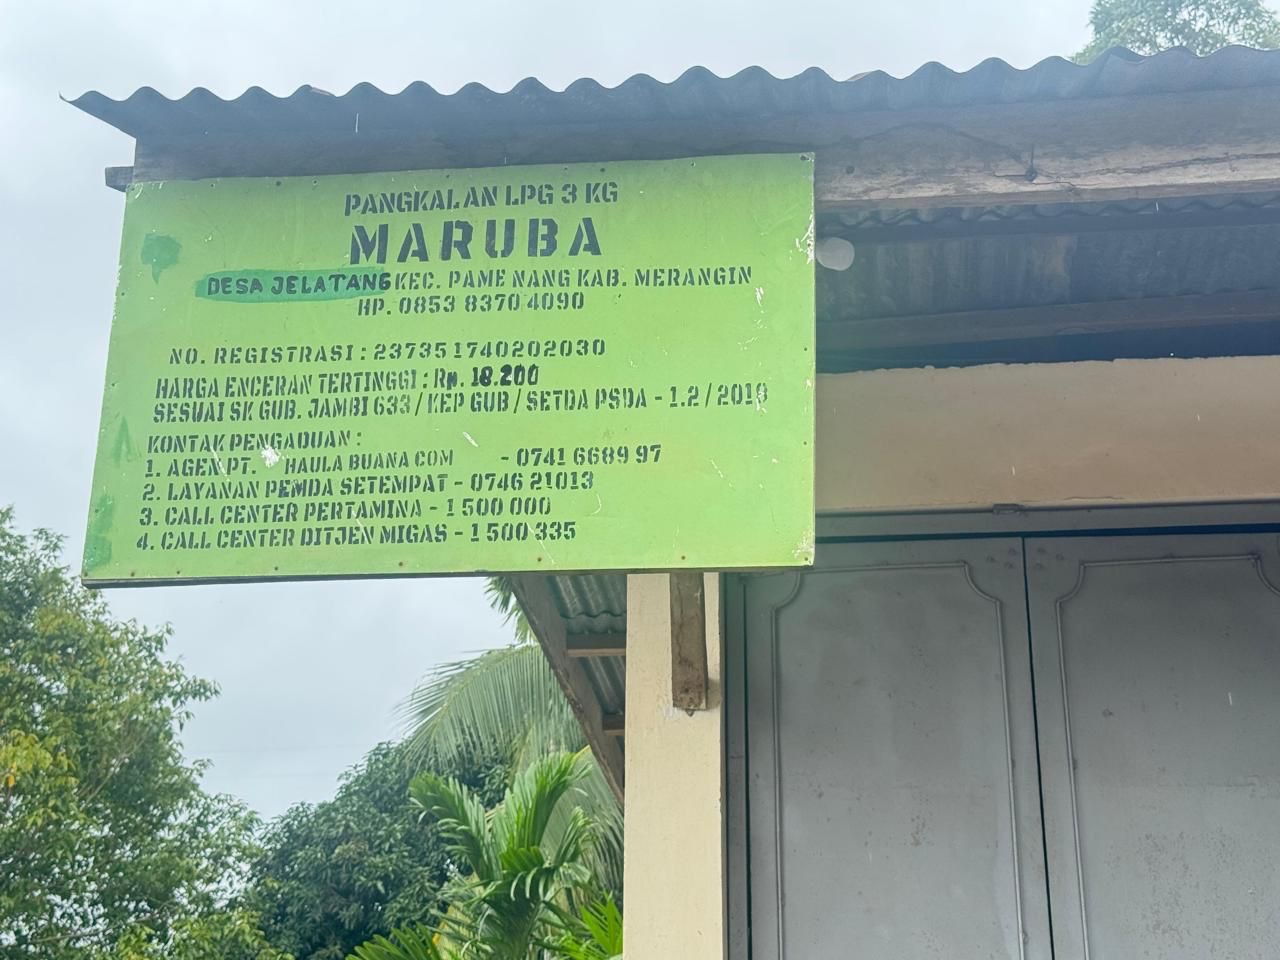 PANGKALAN LPG 3 KG
MARUBA
DESA JELATANG KEC. PAME NANG KAB. MERANGIN
HP. 0853 8370 4090
NO. REGISTRASI : 237351740202030
HARGA ENCERAN TERTINGGI : Rp. 18.200
SESUAI SK GUB. JAMBI 633 / KEP GUB / SETDA PSDA - 1.2 / 2018
KONTAK PENGADUAN :
1. AGEN PT. HAULA BUANA COM - 0741 6689 97
2. LAYANAN PEMDA SETEMPAT - 0746 21013
3. CALL CENTER PERTAMINA - 1 500 000
4. CALL CENTER DITJEN MIGAS - 1 500 335